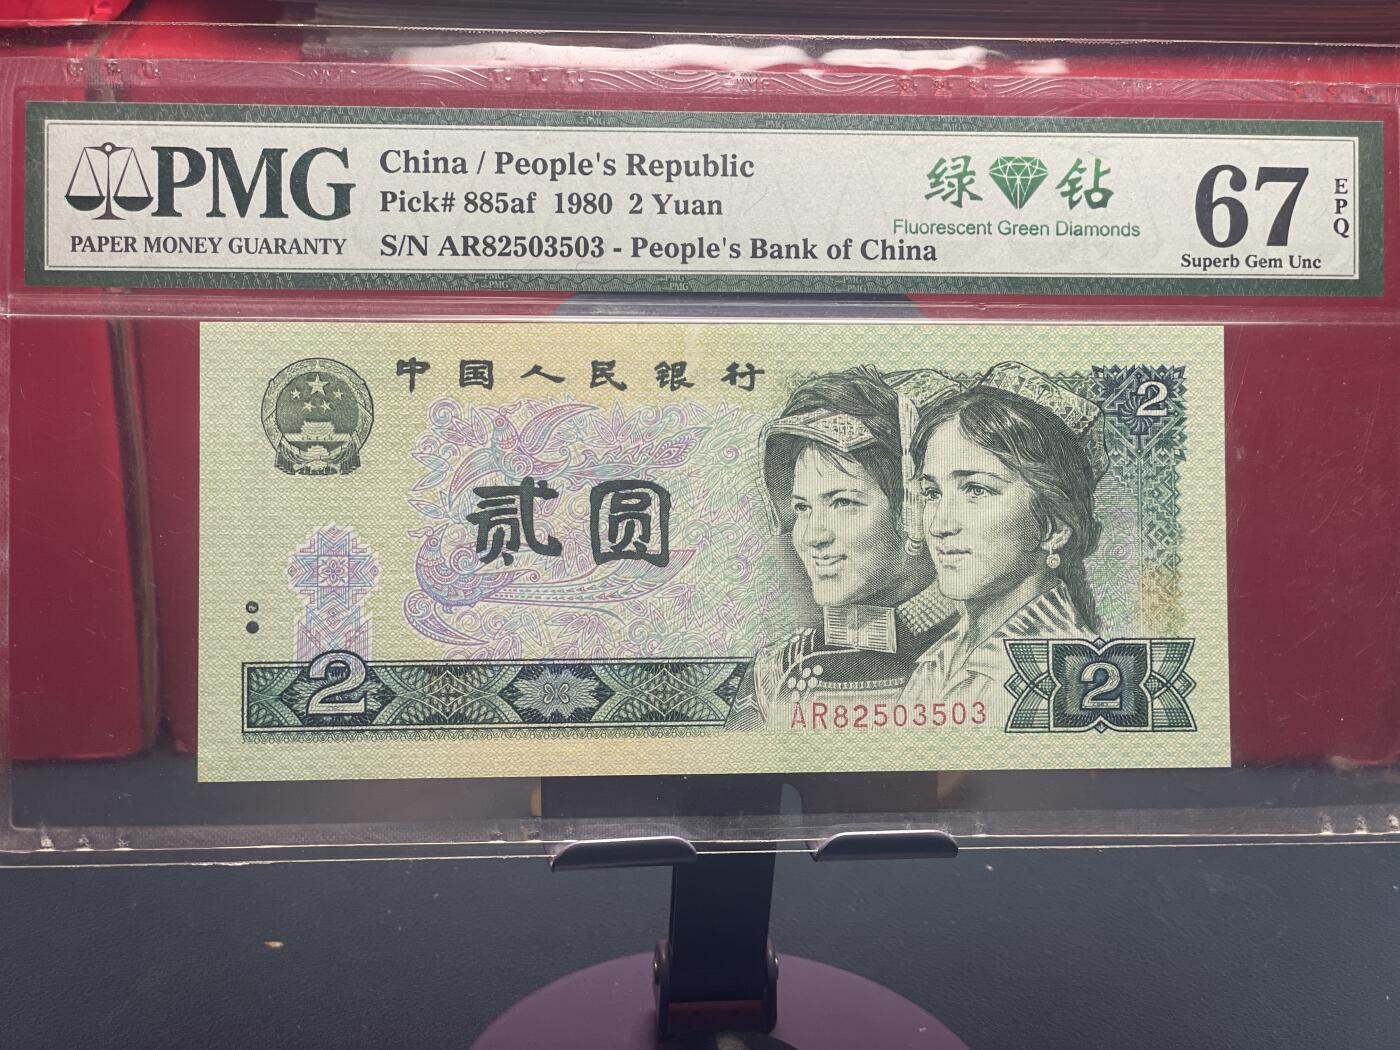 PMG
PAPER MONEY GUARANTY
China / People's Republic
Pick# 885af 1980 2 Yuan
S/N AR82503503 - People's Bank of China
绿 钻
Fluorescent Green Diamonds
67
EPQ
Superb Gem Unc
中国人民银行
2
贰圆
2
2
AR82503503